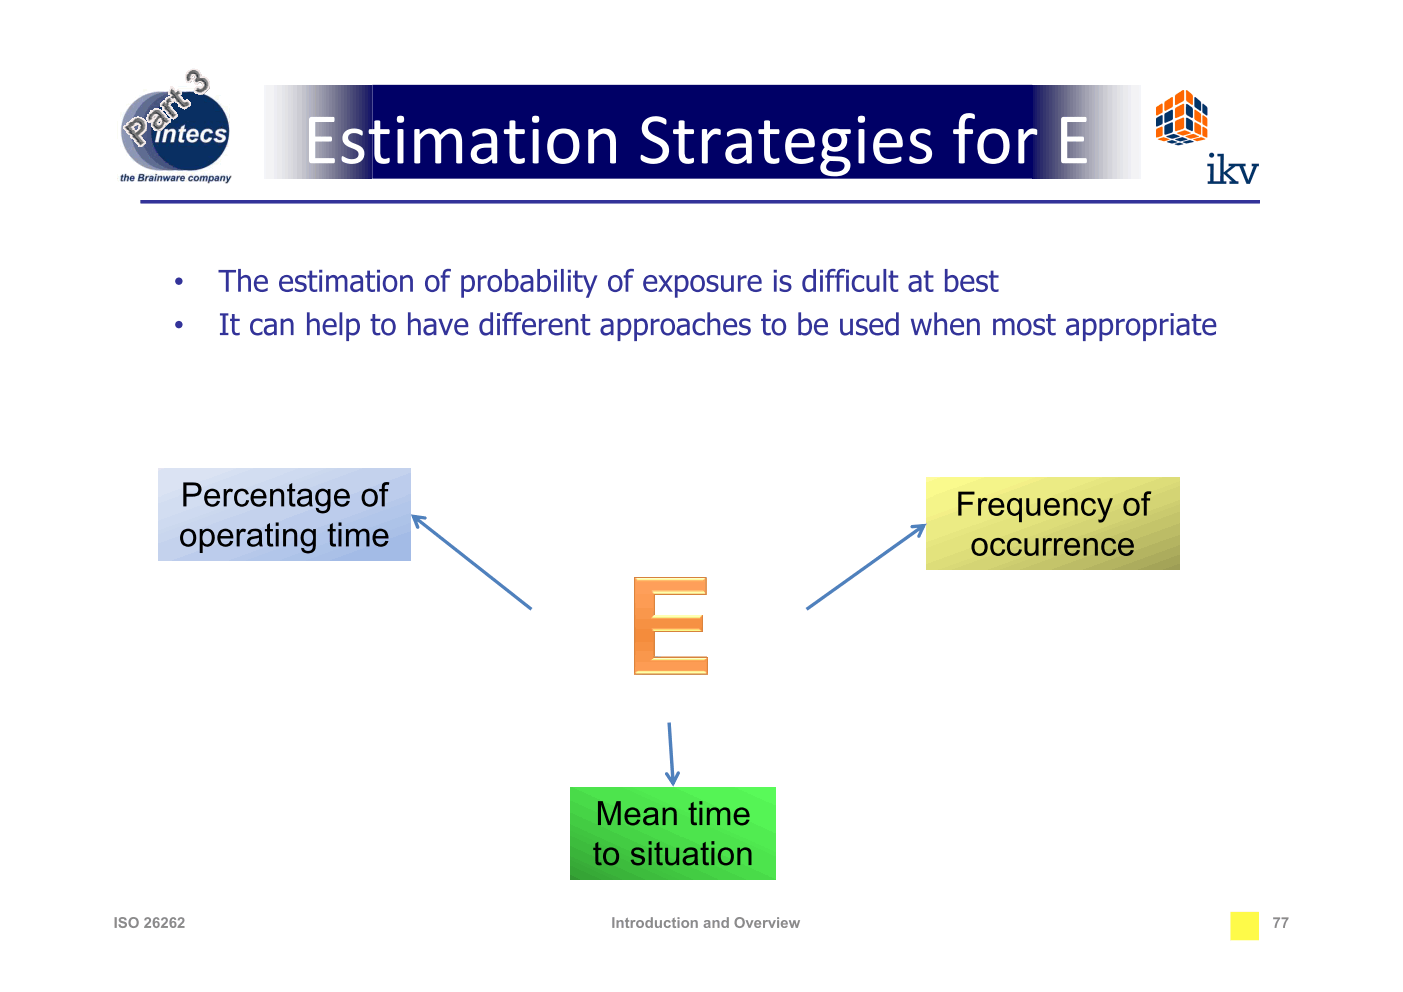 Part 3
intecs
the Brainware company
Estimation Strategies for E
ikv
• The estimation of probability of exposure is difficult at best
• It can help to have different approaches to be used when most appropriate
Percentage of
operating time
Frequency of
occurrence
E
Mean time
to situation
ISO 26262
Introduction and Overview
77